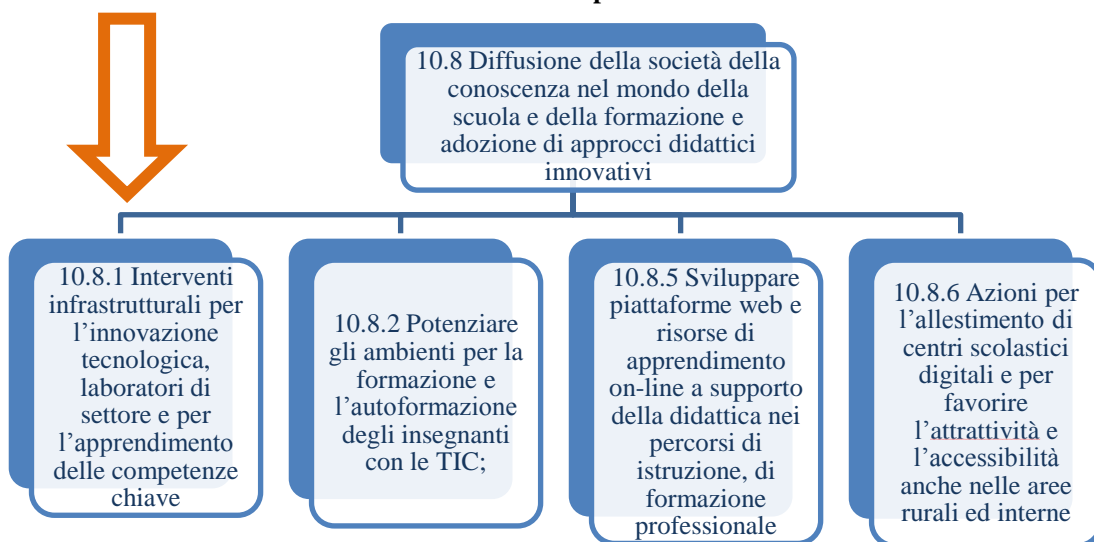 10.8 Diffusione della società della
conoscenza nel mondo della
scuola e della formazione e
adozione di approcci didattici
innovativi
10.8.1 Interventi
infrastrutturali per
l’innovazione
tecnologica,
laboratori di
settore e per
l’apprendimento
delle competenze
chiave
10.8.2 Potenziare
gli ambienti per la
formazione e
l’autoformazione
degli insegnanti
con le TIC;
10.8.5 Sviluppare
piattaforme web e
risorse di
apprendimento
on-line a supporto
della didattica nei
percorsi di
istruzione, di
formazione
professionale
10.8.6 Azioni per
l’allestimento di
centri scolastici
digitali e per
favorire
l’attrattività e
l’accessibilità
anche nelle aree
rurali ed interne